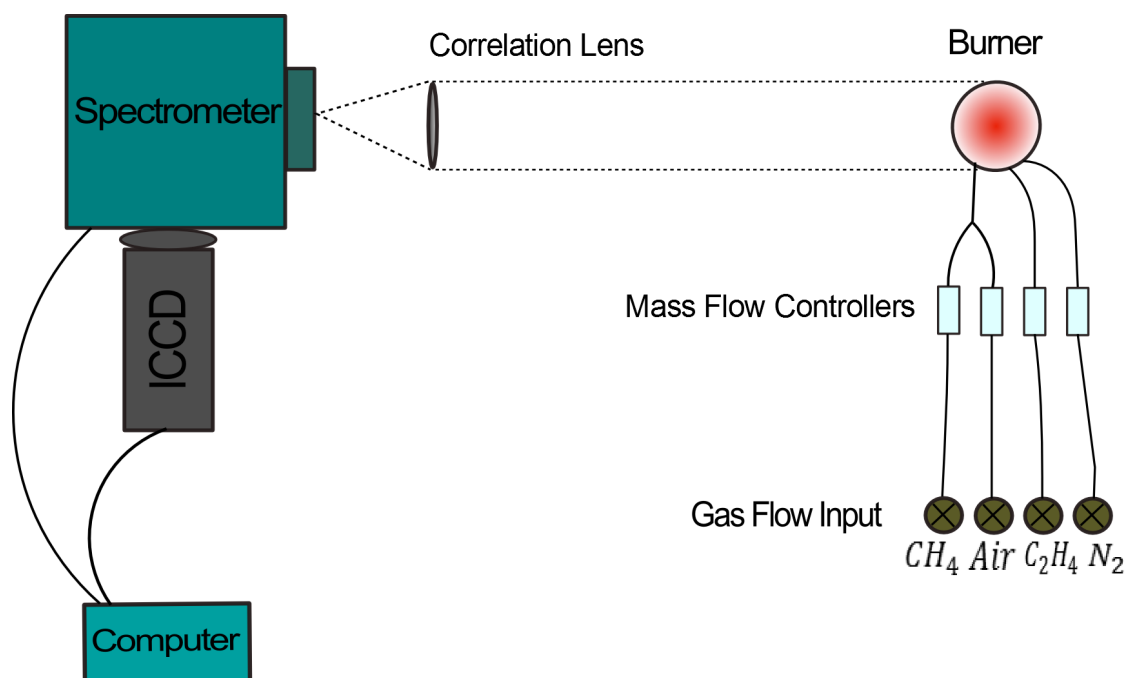 Correlation Lens
Burner
Spectrometer
ICCD
Mass Flow Controllers
Gas Flow Input
CH₄ Air C₂H₄ N₂
Computer